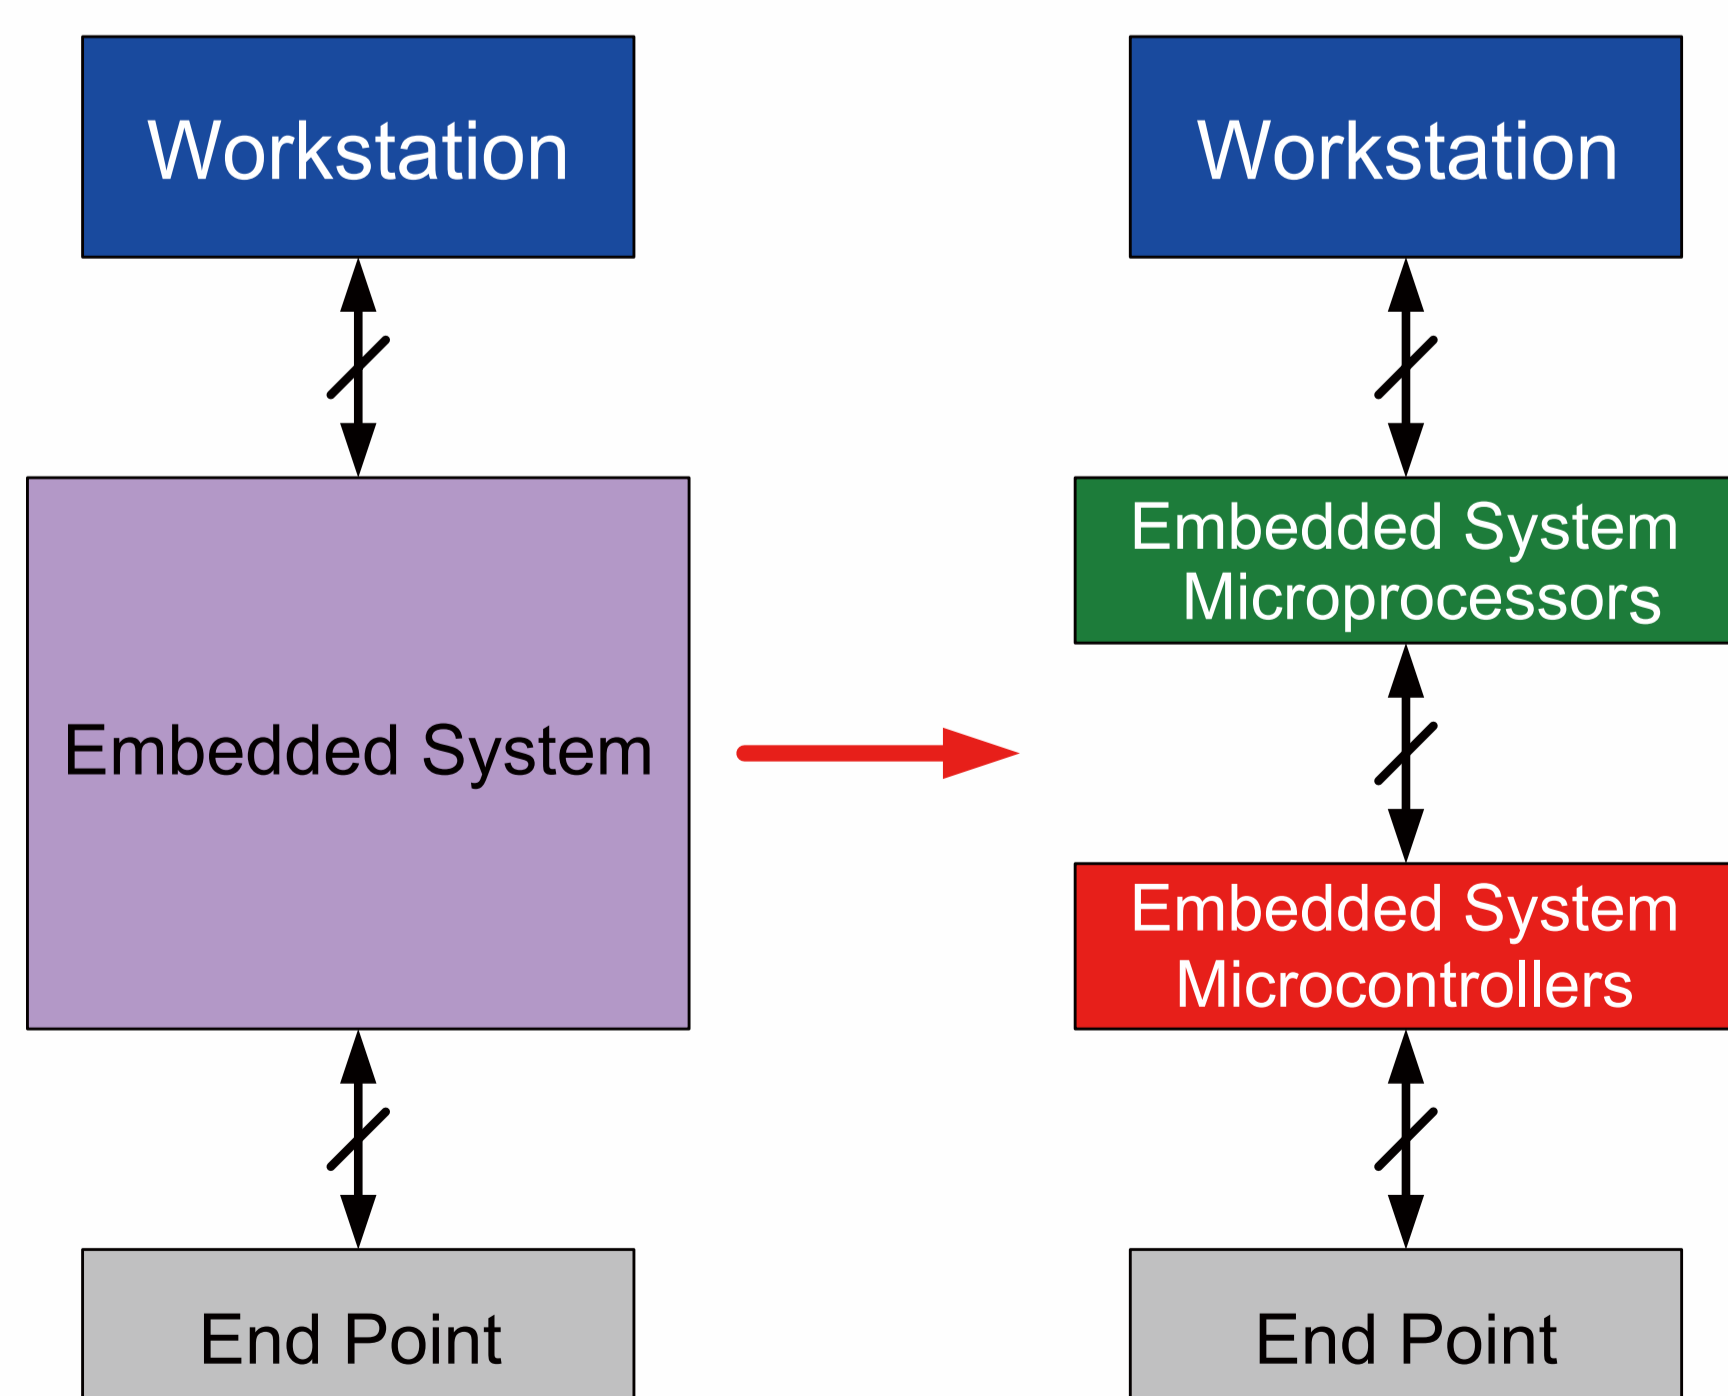 Workstation
Embedded System
End Point
Workstation
Embedded System
Microprocessors
Embedded System
Microcontrollers
End Point